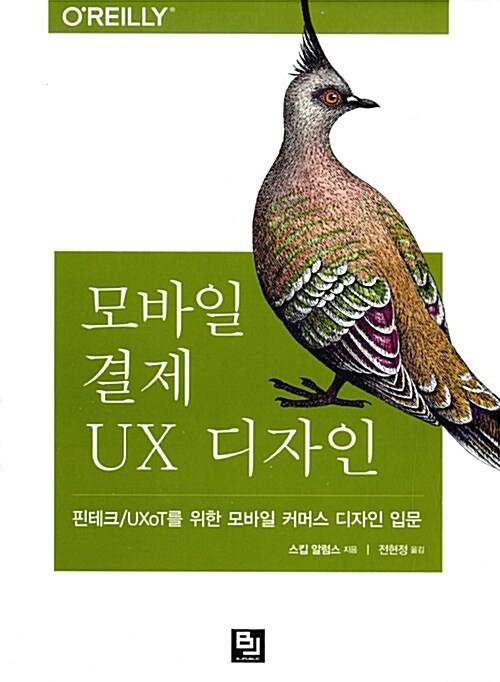 O'REILLY®
모바일
결제
UX 디자인
핀테크/UXoT를 위한 모바일 커머스 디자인 입문
스킵 알럼스 지음 | 전현정 옮김
BJ